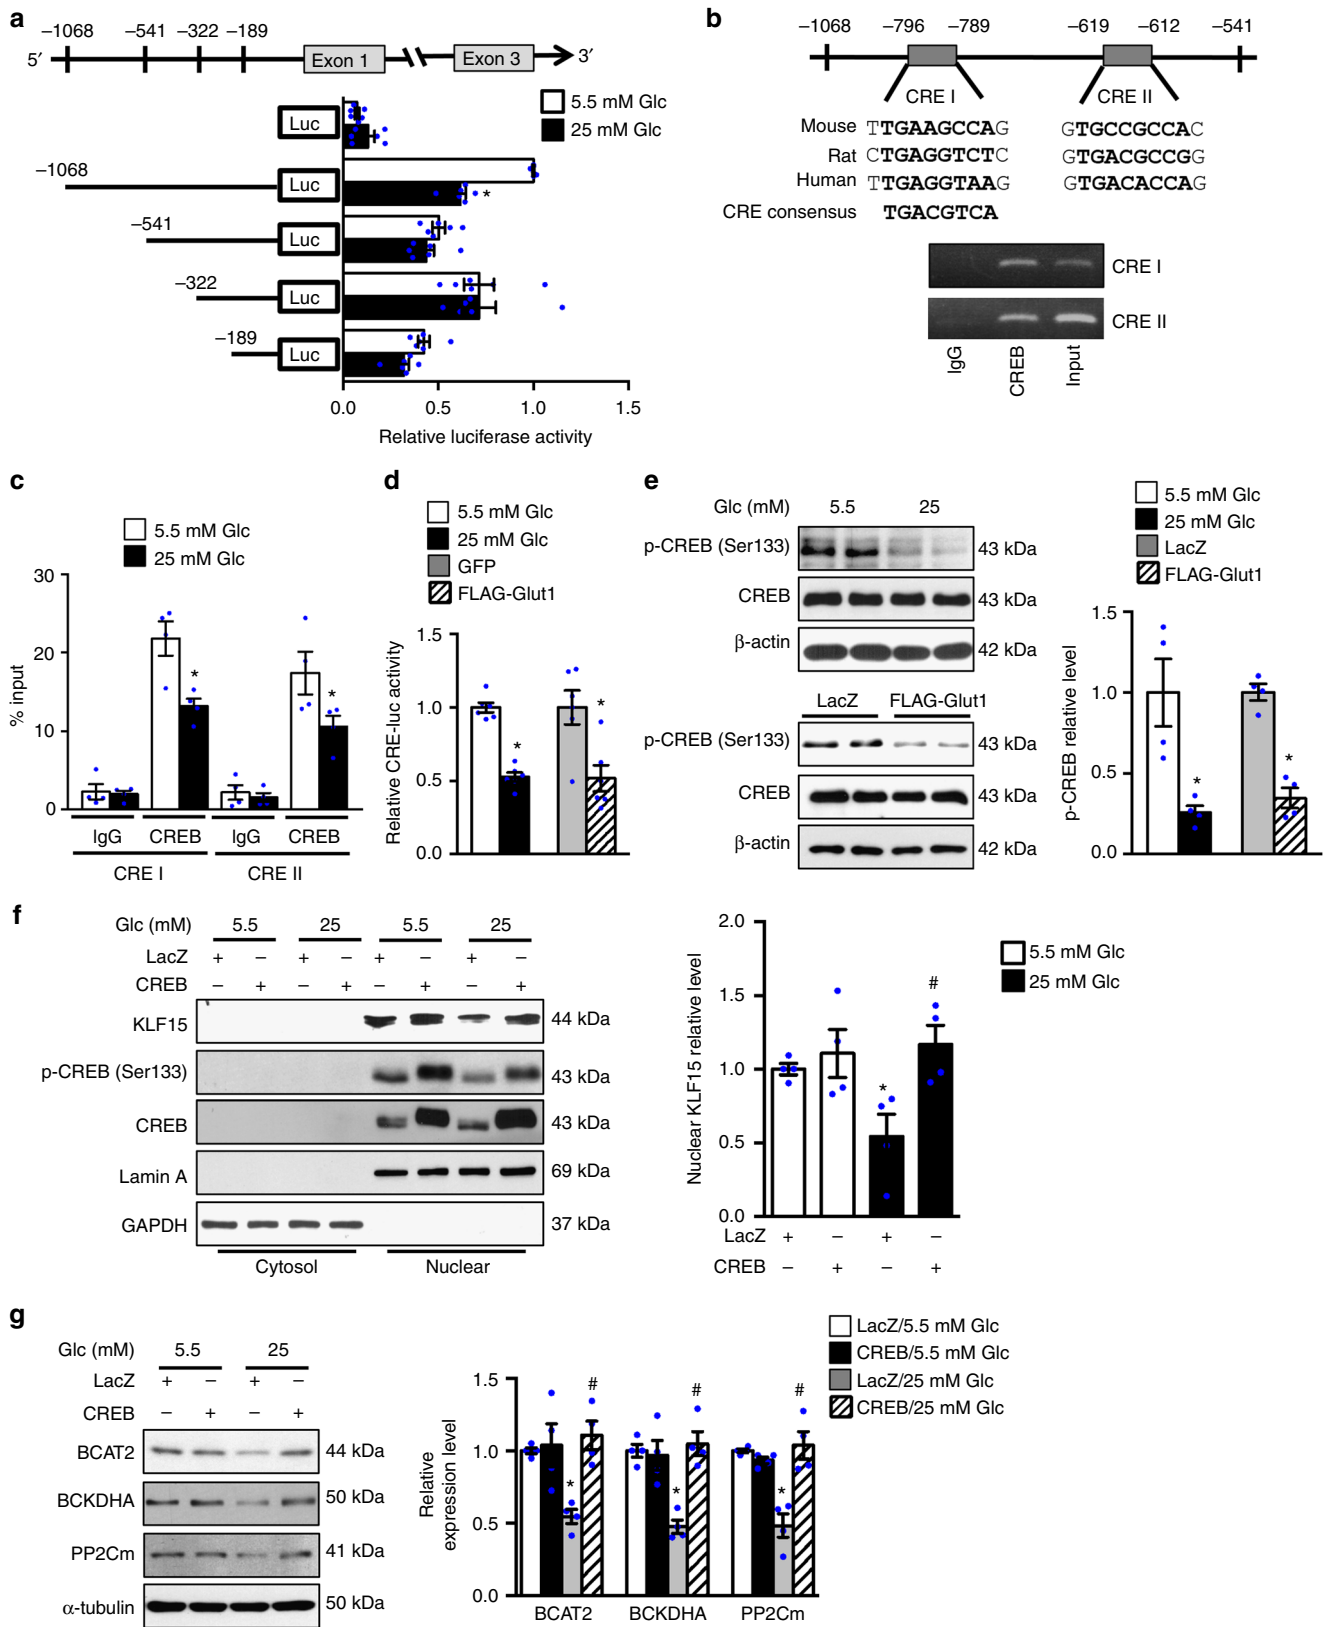 a
−1068 −541 −322 −189
5′ Exon 1 Exon 3 3′
5.5 mM Glc
25 mM Glc
Luc
−1068
Luc
*
−541
Luc
−322
Luc
−189
Luc
0.0 0.5 1.0 1.5
Relative luciferase activity
b
−1068 −796 −789 −619 −612 −541
CRE I CRE II
Mouse TTGAAGCCAG GTGCCGCCAC
Rat CTGAGGTCTC GTGACGCCGG
Human TTGAGGTAAG GTGACACCAG
CRE consensus TGACGTCA
CRE I
CRE II
IgG CREB Input
c
5.5 mM Glc
25 mM Glc
% input
30
20
10
0
* *
IgG CREB IgG CREB
CRE I CRE II
d
5.5 mM Glc
25 mM Glc
GFP
FLAG-Glut1
Relative CRE-luc activity
1.5
1.0
0.5
0.0
* *
e
Glc (mM) 5.5 25
p-CREB (Ser133) 43 kDa
CREB 43 kDa
β-actin 42 kDa
LacZ FLAG-Glut1
p-CREB (Ser133) 43 kDa
CREB 43 kDa
β-actin 42 kDa
5.5 mM Glc
25 mM Glc
LacZ
FLAG-Glut1
p-CREB relative level
1.5
1.0
0.5
0.0
* *
f
Glc (mM) 5.5 25 5.5 25
LacZ + − + − + − + −
CREB − + − + − + − +
KLF15 44 kDa
p-CREB (Ser133) 43 kDa
CREB 43 kDa
Lamin A 69 kDa
GAPDH 37 kDa
Cytosol Nuclear
Nuclear KLF15 relative level
2.0
1.5
1.0
0.5
0.0
* #
5.5 mM Glc
25 mM Glc
LacZ + − + −
CREB − + − +
g
Glc (mM) 5.5 25
LacZ + − + −
CREB − + − +
BCAT2 44 kDa
BCKDHA 50 kDa
PP2Cm 41 kDa
α-tubulin 50 kDa
LacZ/5.5 mM Glc
CREB/5.5 mM Glc
LacZ/25 mM Glc
CREB/25 mM Glc
Relative
expression level
1.5
1.0
0.5
0.0
* # * # * #
BCAT2 BCKDHA PP2Cm